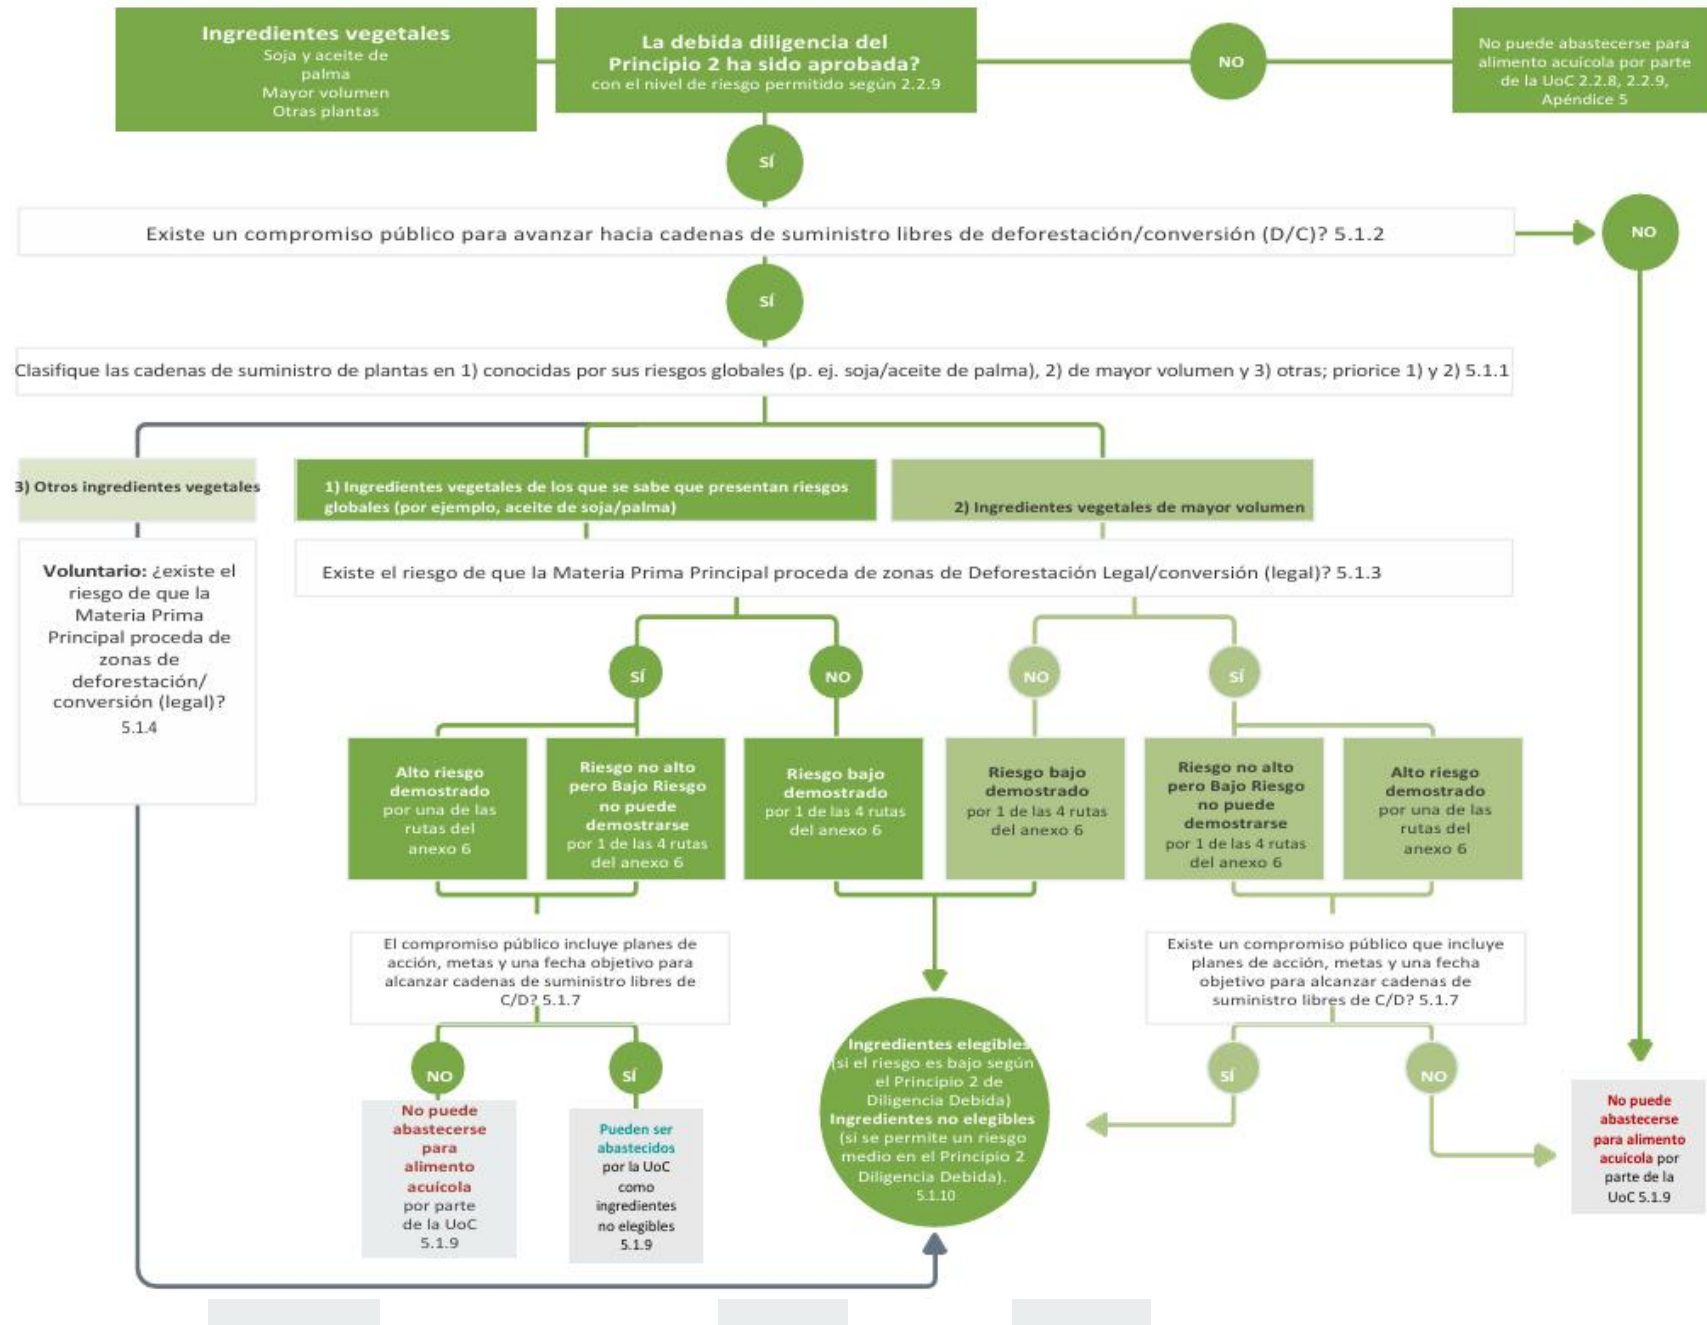 Ingredientes vegetales
Soja y aceite de
palma
Mayor volumen
Otras plantas
La debida diligencia del
Principio 2 ha sido aprobada?
con el nivel de riesgo permitido según 2.2.9
NO
No puede abastecerse para
alimento acuícola por parte
de la UoC 2.2.8, 2.2.9,
Apéndice 5
SÍ
Existe un compromiso público para avanzar hacia cadenas de suministro libres de deforestación/conversión (D/C)? 5.1.2
NO
SÍ
Clasifique las cadenas de suministro de plantas en 1) conocidas por sus riesgos globales (p. ej. soja/aceite de palma), 2) de mayor volumen y 3) otras; priorice 1) y 2) 5.1.1
3) Otros ingredientes vegetales
1) Ingredientes vegetales de los que se sabe que presentan riesgos
globales (por ejemplo, aceite de soja/palma)
2) Ingredientes vegetales de mayor volumen
Voluntario: ¿existe el
riesgo de que la
Materia Prima
Principal proceda de
zonas de
deforestación/
conversión (legal)?
5.1.4
Existe el riesgo de que la Materia Prima Principal proceda de zonas de Deforestación Legal/conversión (legal)? 5.1.3
SÍ
NO
NO
SÍ
Alto riesgo
demostrado
por una de las
rutas del
anexo 6
Riesgo no alto
pero Bajo Riesgo
no puede
demostrarse
por 1 de las 4 rutas
del anexo 6
Riesgo bajo
demostrado
por 1 de las 4 rutas
del anexo 6
Riesgo bajo
demostrado
por 1 de las 4 rutas
del anexo 6
Riesgo no alto
pero Bajo Riesgo
no puede
demostrarse
por 1 de las 4 rutas
del anexo 6
Alto riesgo
demostrado
por una de las
rutas del
anexo 6
El compromiso público incluye planes de
acción, metas y una fecha objetivo para
alcanzar cadenas de suministro libres de
C/D? 5.1.7
Existe un compromiso público que incluye
planes de acción, metas y una fecha
objetivo para alcanzar cadenas de
suministro libres de C/D? 5.1.7
NO
SÍ
Ingredientes elegibles
(si el riesgo es bajo según
el Principio 2 de
Diligencia Debida)
Ingredientes no elegibles
(si se permite un riesgo
medio en el Principio 2
Diligencia Debida).
5.1.10
SÍ
NO
No puede
abastecerse
para
alimento
acuícola
por parte
de la UoC
5.1.9
Pueden ser
abastecidos
por la UoC
como
ingredientes
no elegibles
5.1.9
No puede
abastecerse
para alimento
acuícola por
parte de la
UoC 5.1.9